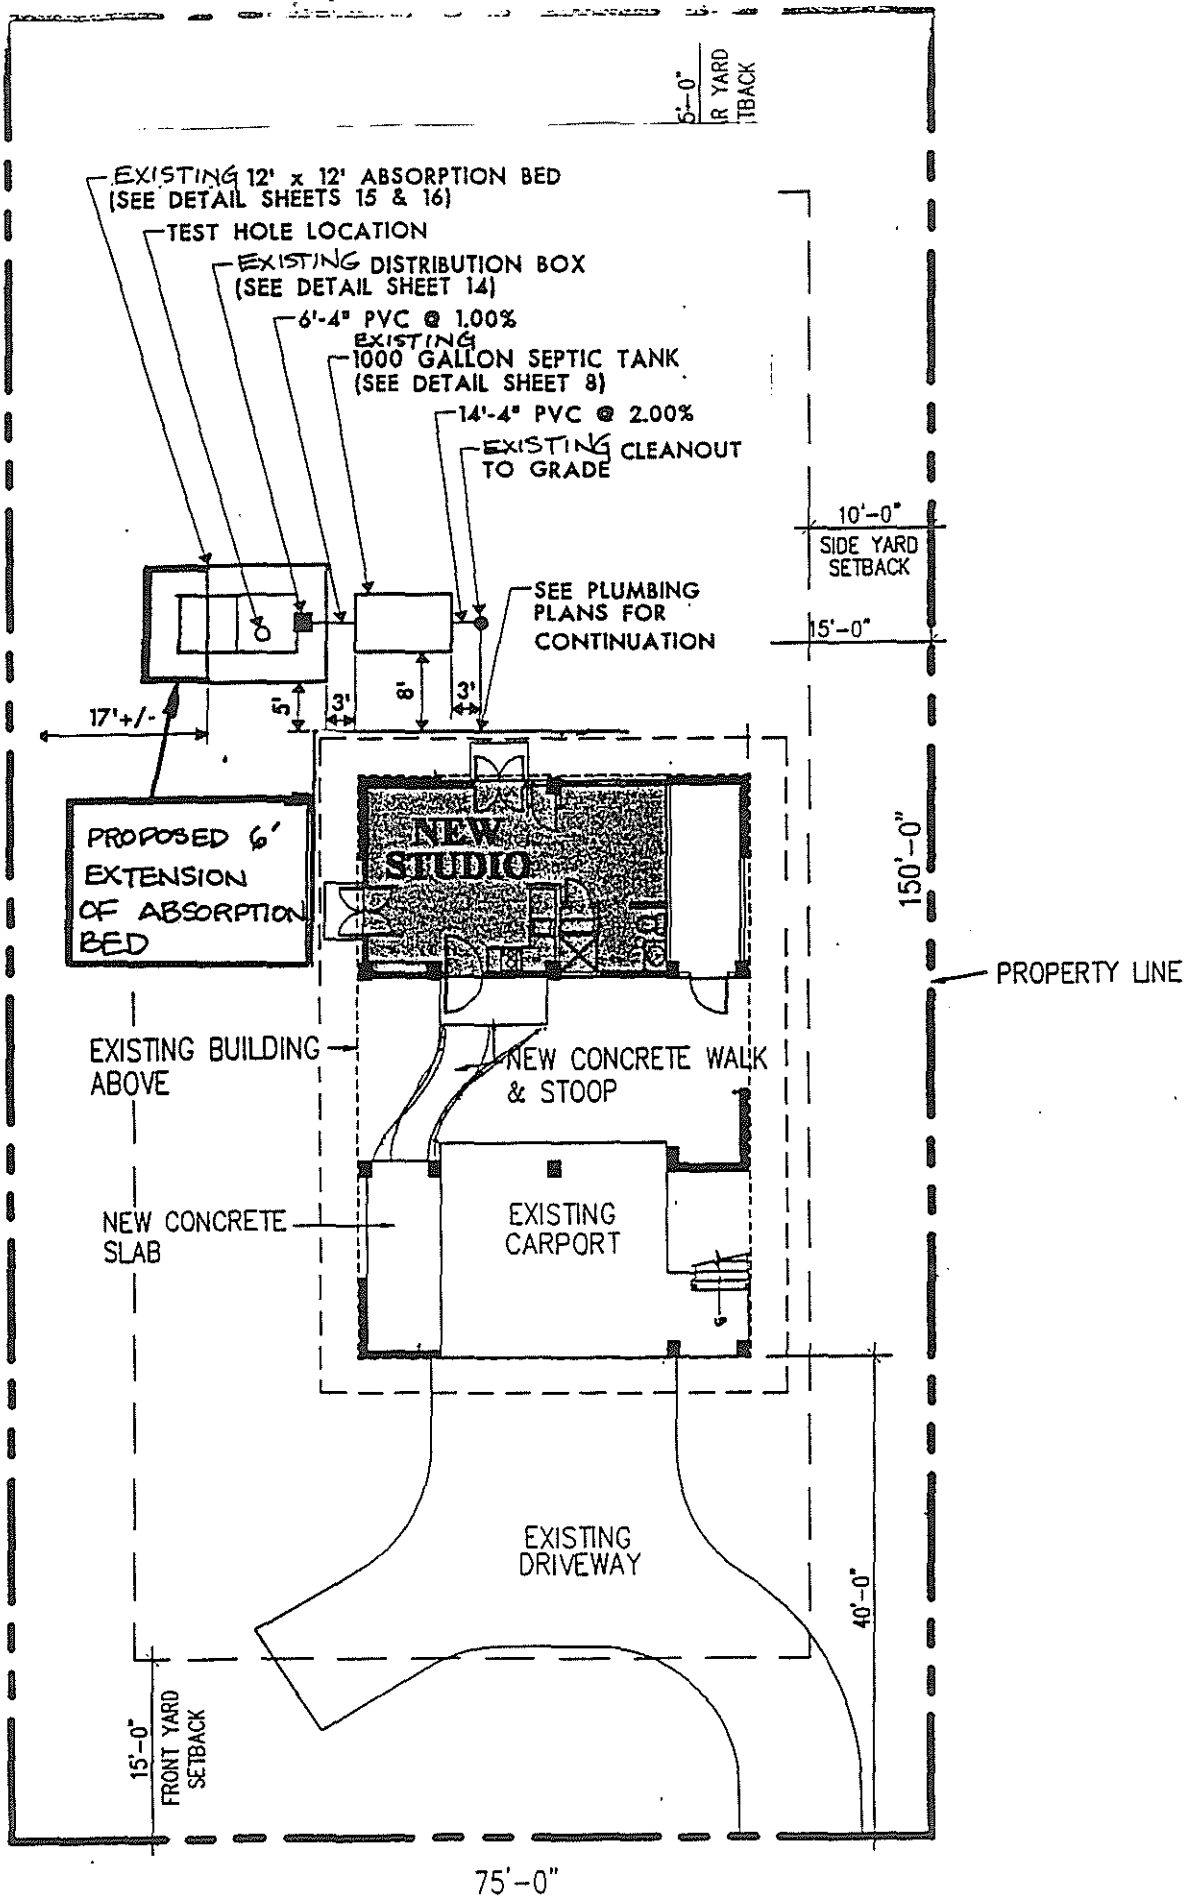 5'-0"
R YARD
TBACK
EXISTING 12' x 12' ABSORPTION BED
(SEE DETAIL SHEETS 15 & 16)
TEST HOLE LOCATION
EXISTING DISTRIBUTION BOX
(SEE DETAIL SHEET 14)
6'-4" PVC @ 1.00%
EXISTING
1000 GALLON SEPTIC TANK
(SEE DETAIL SHEET 8)
14'-4" PVC @ 2.00%
EXISTING CLEANOUT
TO GRADE
10'-0"
SIDE YARD
SETBACK
SEE PLUMBING
PLANS FOR
CONTINUATION
15'-0"
17'+/-
5'
3'
8'
3'
PROPOSED 6'
EXTENSION
OF ABSORPTION
BED
NEW
STUDIO
150'-0"
PROPERTY LINE
EXISTING BUILDING
ABOVE
NEW CONCRETE WALK
& STOOP
NEW CONCRETE
SLAB
EXISTING
CARPORT
EXISTING
DRIVEWAY
40'-0"
15'-0"
FRONT YARD
SETBACK
75'-0"